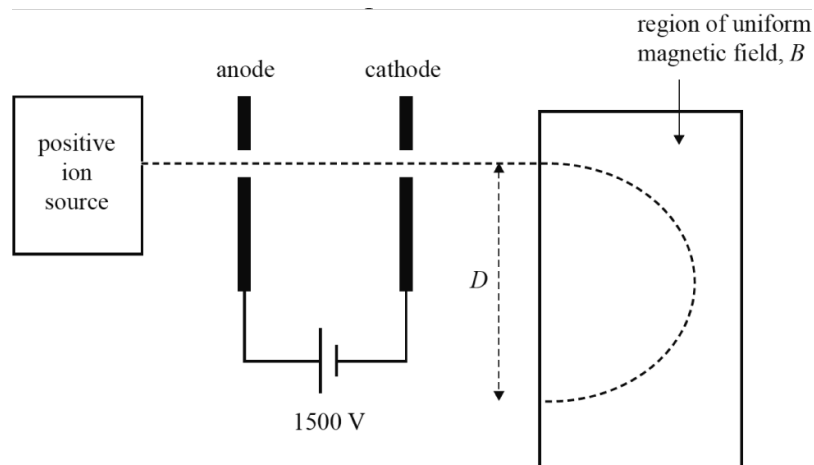 region of uniform
magnetic field, B
anode
cathode
positive
ion
source
D
1500 V